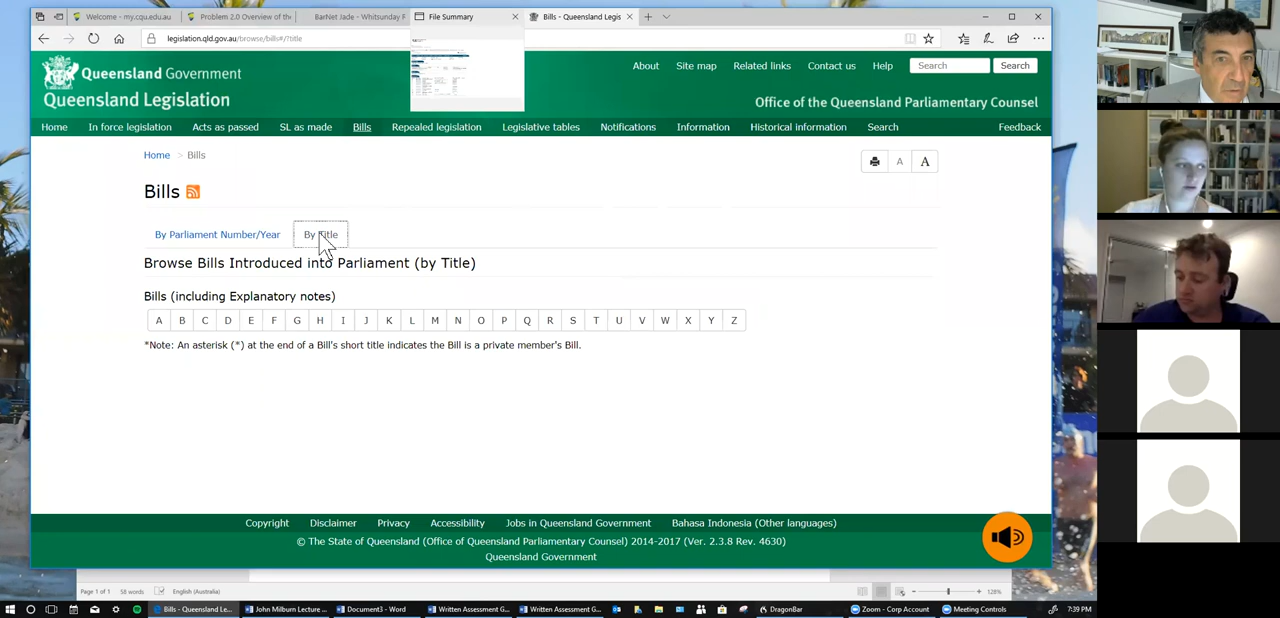 Welcome - my.cqu.edu.au
Problem 2.0 Overview of the
BarNet Jade - Whitsunday F
File Summary
Bills - Queensland Legis
legislation.qld.gov.au/browse/bills#/?title
Queensland Government
Queensland Legislation
About
Site map
Related links
Contact us
Help
Search
Search
Office of the Queensland Parliamentary Counsel
Home
In force legislation
Acts as passed
SL as made
Bills
Repealed legislation
Legislative tables
Notifications
Information
Historical information
Search
Feedback
Home > Bills
A
A
Bills
By Parliament Number/Year
By Title
Browse Bills Introduced into Parliament (by Title)
Bills (including Explanatory notes)
A B C D E F G H I J K L M N O P Q R S T U V W X Y Z
*Note: An asterisk (*) at the end of a Bill's short title indicates the Bill is a private member's Bill.
Copyright
Disclaimer
Privacy
Accessibility
Jobs in Queensland Government
Bahasa Indonesia (Other languages)
© The State of Queensland (Office of Queensland Parliamentary Counsel) 2014-2017 (Ver. 2.3.8 Rev. 4630)
Queensland Government
Page 1 of 1
58 words
English (Australia)
128%
Bills - Queensland Le...
John Milburn Lecture ...
Document3 - Word
Written Assessment G...
Written Assessment G...
DragonBar
Zoom - Corp Account
Meeting Controls
7:39 PM